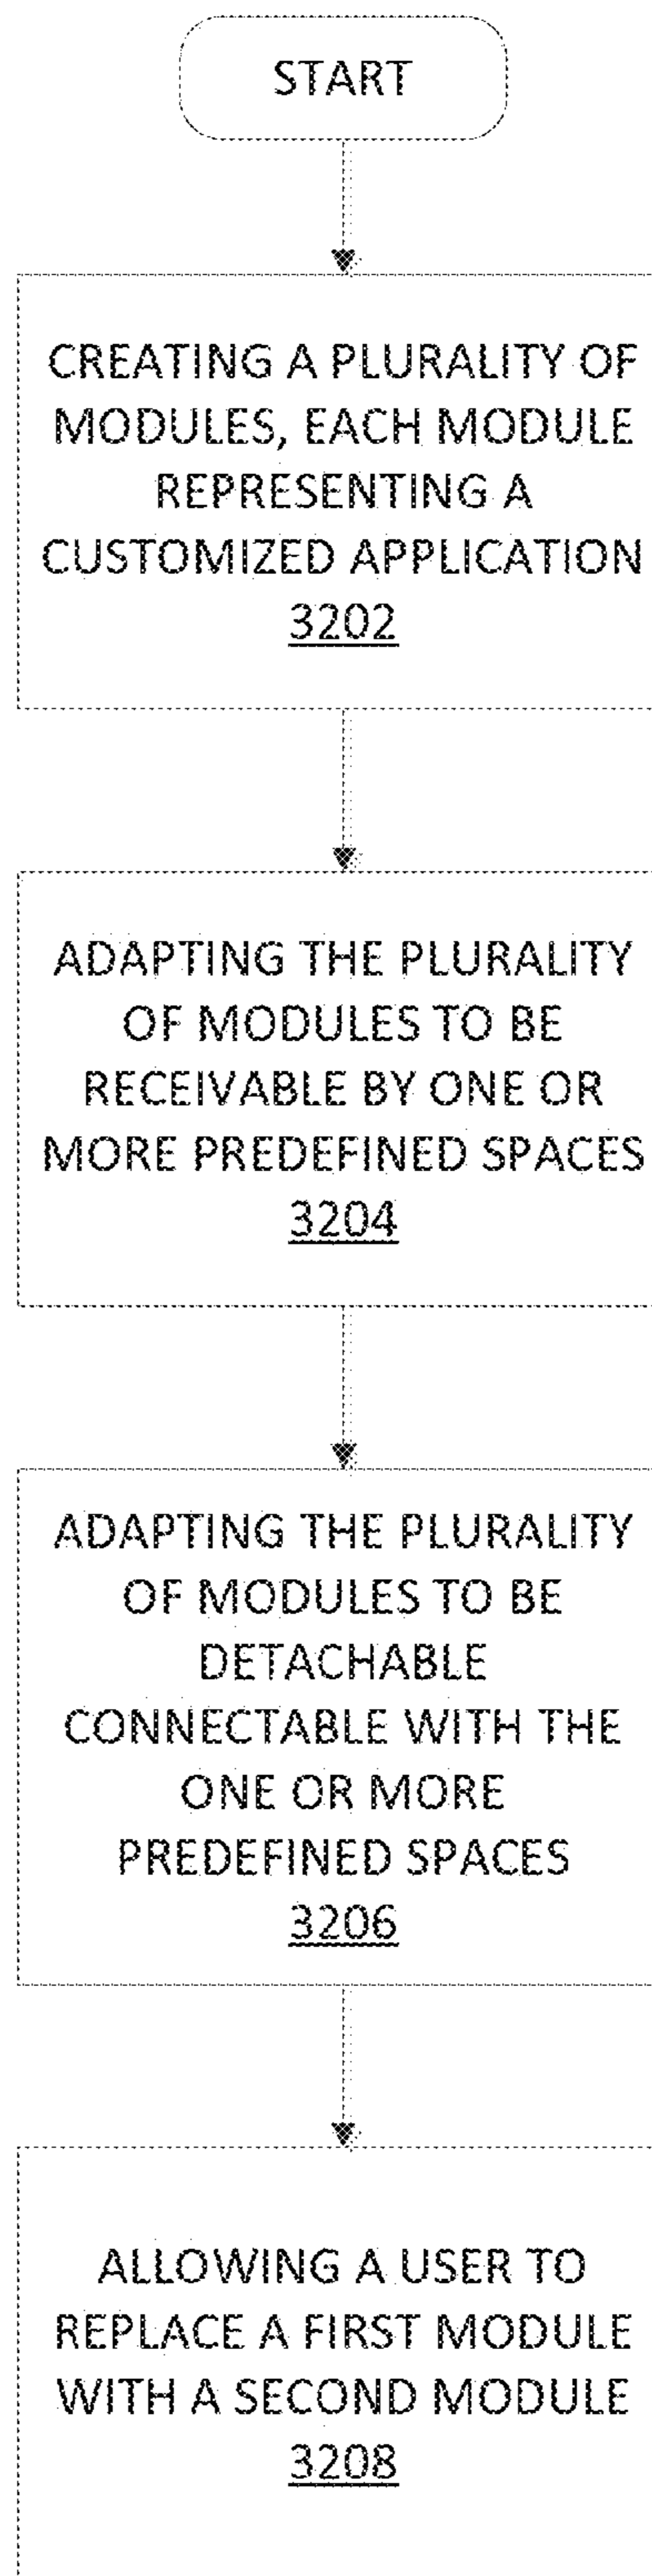 START
CREATING A PLURALITY OF
MODULES, EACH MODULE
REPRESENTING A
CUSTOMIZED APPLICATION
3202
ADAPTING THE PLURALITY
OF MODULES TO BE
RECEIVABLE BY ONE OR
MORE PREDEFINED SPACES
3204
ADAPTING THE PLURALITY
OF MODULES TO BE
DETACHABLE
CONNECTABLE WITH THE
ONE OR MORE
PREDEFINED SPACES
3206
ALLOWING A USER TO
REPLACE A FIRST MODULE
WITH A SECOND MODULE
3208